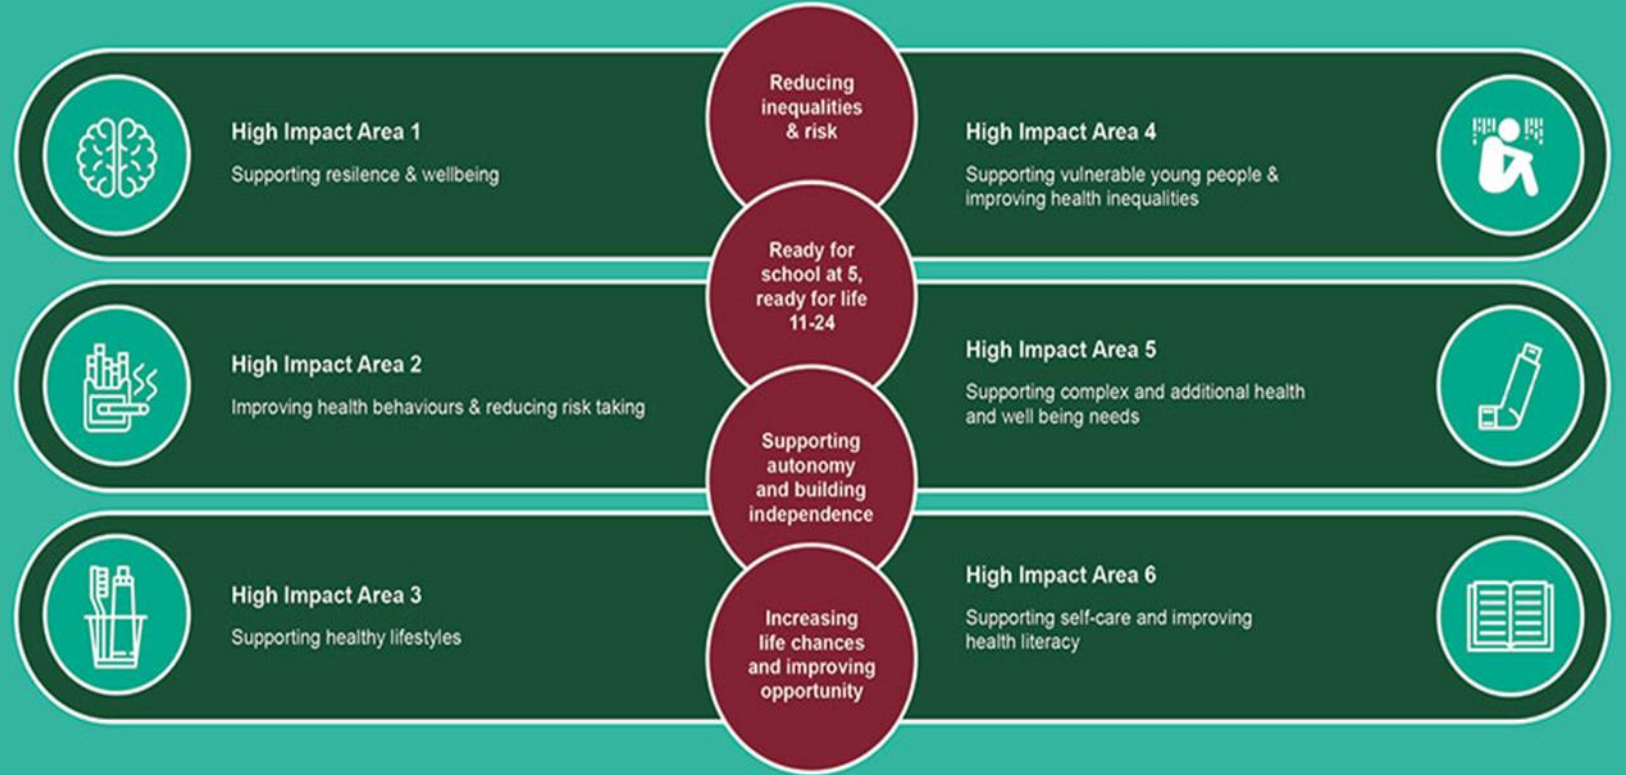 High Impact Area 1
Supporting resilence & wellbeing
High Impact Area 2
Improving health behaviours & reducing risk taking
High Impact Area 3
Supporting healthy lifestyles
Reducing
inequalities
& risk
Ready for
school at 5,
ready for life
11-24
Supporting
autonomy
and building
independence
Increasing
life chances
and improving
opportunity
High Impact Area 4
Supporting vulnerable young people &
improving health inequalities
High Impact Area 5
Supporting complex and additional health
and well being needs
High Impact Area 6
Supporting self-care and improving
health literacy